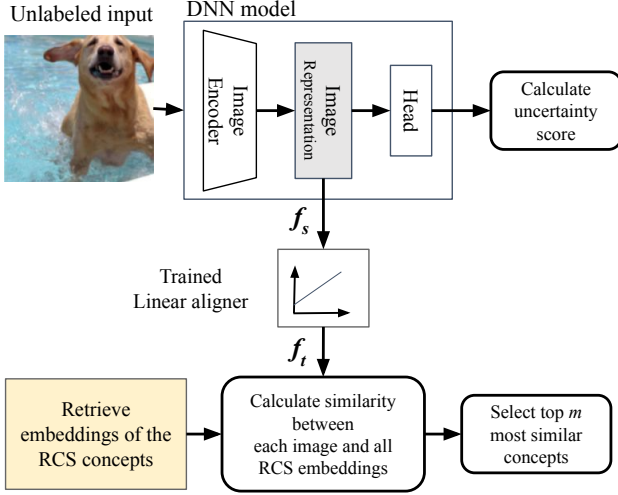 Unlabeled input
DNN model
Image
Encoder
Image
Representation
Head
Calculate
uncertainty
score
f_s
Trained
Linear aligner
f_t
Retrieve
embeddings of the
RCS concepts
Calculate similarity
between
each image and all
RCS embeddings
Select top m
most similar
concepts